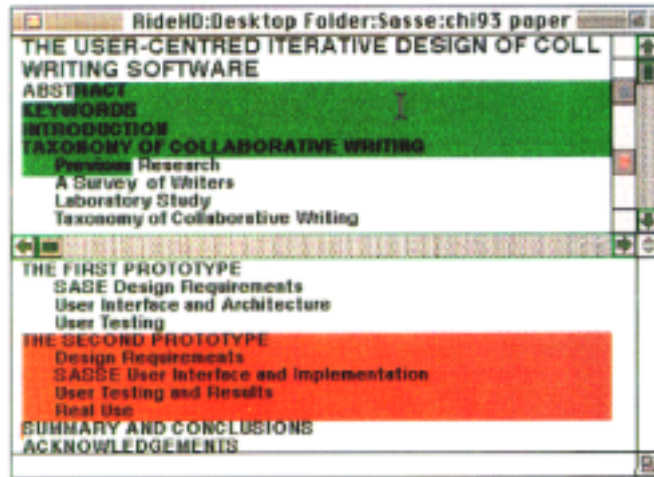 RideHD:Desktop Folder:Sasse:chi93 paper
THE USER-CENTRED ITERATIVE DESIGN OF COLL
WRITING SOFTWARE
ABSTRACT
KEYWORDS
INTRODUCTION
TAXONOMY OF COLLABORATIVE WRITING
Previous Research
A Survey of Writers
Laboratory Study
Taxonomy of Collaborative Writing
THE FIRST PROTOTYPE
SASE Design Requirements
User Interface and Architecture
User Testing
THE SECOND PROTOTYPE
Design Requirements
SASSE User Interface and Implementation
User Testing and Results
Real Use
SUMMARY AND CONCLUSIONS
ACKNOWLEDGEMENTS